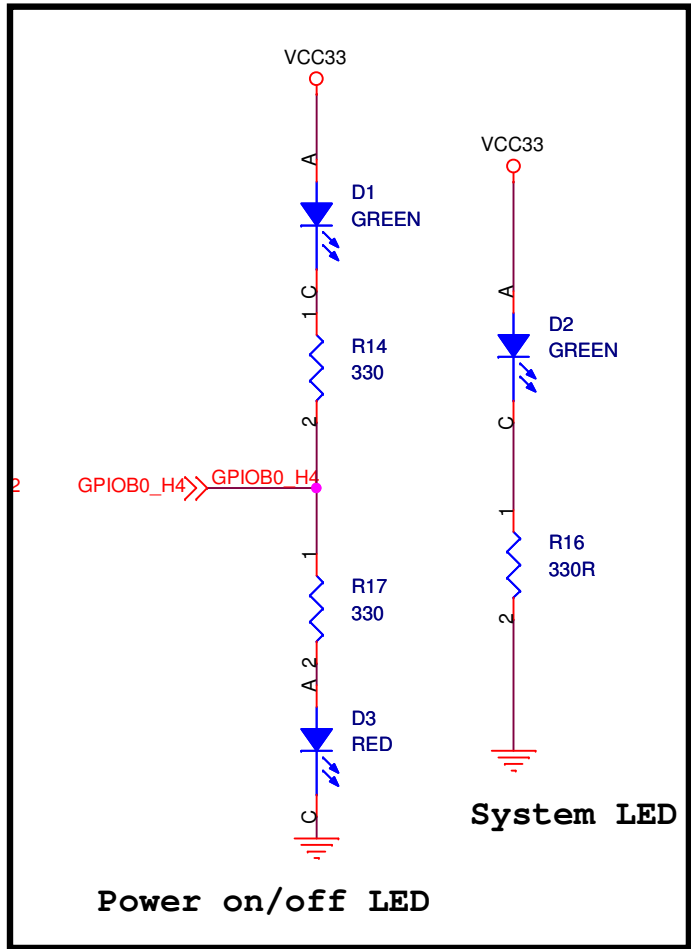 VCC33
A
D1
GREEN
C
1
R14
330
2
2
GPIOB0_H4
GPIOB0_H4
1
R17
330
2
A
D3
RED
C
Power on/off LED
VCC33
A
D2
GREEN
C
1
R16
330R
2
System LED